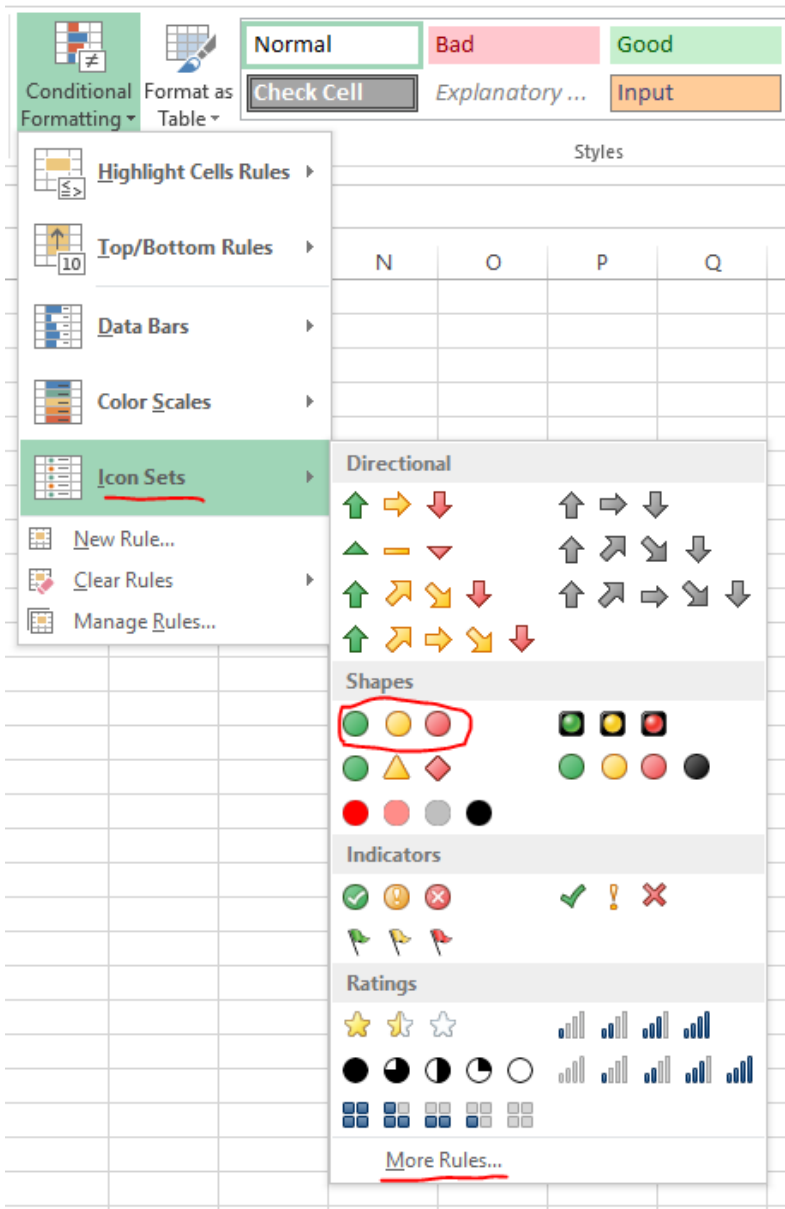 Normal
Bad
Good
Conditional Formatting
Format as Table
Check Cell
Explanatory ...
Input
Styles
Highlight Cells Rules
Top/Bottom Rules
10
N
O
P
Q
Data Bars
Color Scales
Icon Sets
Directional
New Rule...
Clear Rules
Manage Rules...
Shapes
Indicators
Ratings
More Rules...